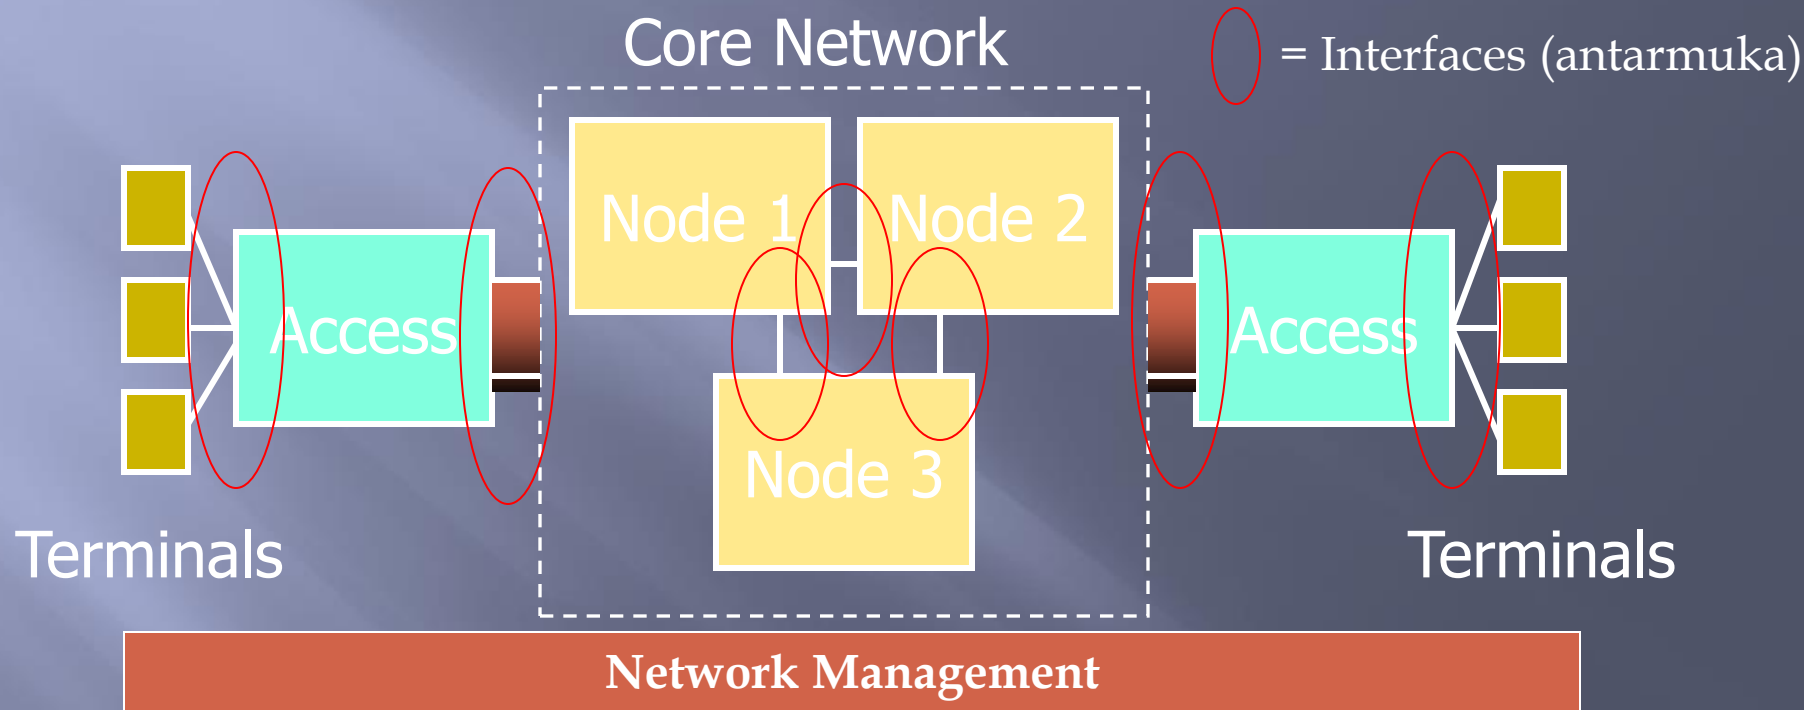 Core Network
= Interfaces (antarmuka)
Node 1
Node 2
Access
Access
Node 3
Terminals
Terminals
Network Management